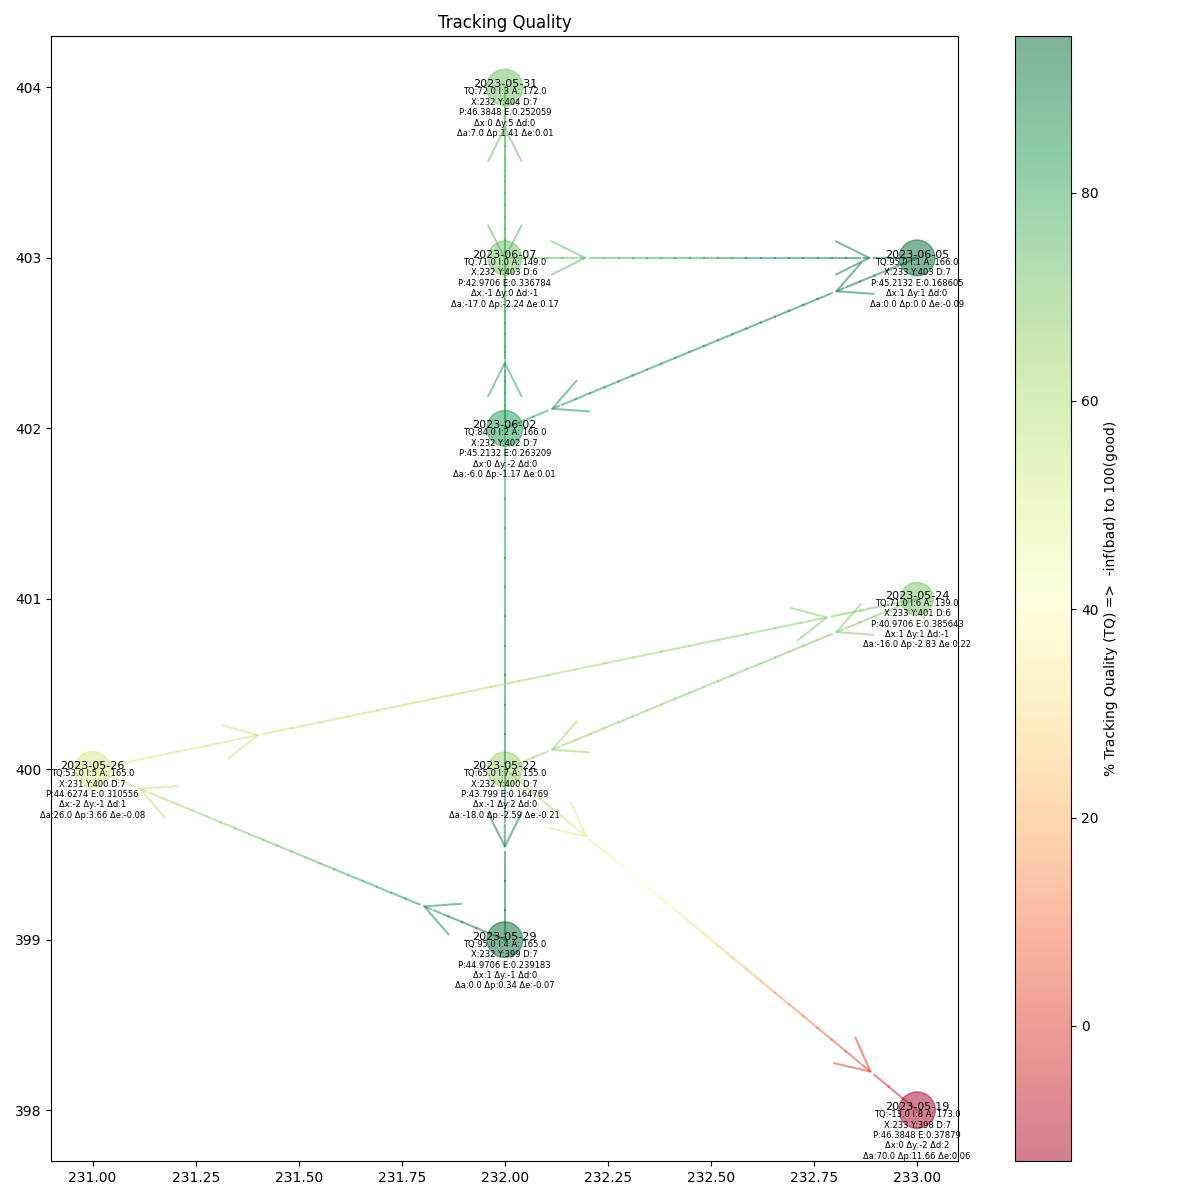 Tracking Quality
404
403
402
401
400
399
398
231.00
231.25
231.50
231.75
232.00
232.25
232.50
232.75
233.00
2023-05-31
TQ:72.0 I:3 A: 172.0
X:232 Y:404 D:7
P:46.3848 E:0.252059
Δx:0 Δy:5 Δd:0
Δa:7.0 Δp:1.41 Δe:0.01
2023-06-07
TQ:71.0 I:0 A: 149.0
X:232 Y:403 D:6
P:42.9706 E:0.336784
Δx:-1 Δy:0 Δd:-1
Δa:-17.0 Δp:-2.24 Δe:0.17
2023-06-05
TQ:95.0 I:1 A: 166.0
X:233 Y:403 D:7
P:45.2132 E:0.168605
Δx:1 Δy:1 Δd:0
Δa:0.0 Δp:0.0 Δe:-0.09
2023-06-02
TQ:84.0 I:2 A: 166.0
X:232 Y:402 D:7
P:45.2132 E:0.263209
Δx:0 Δy:-2 Δd:0
Δa:-6.0 Δp:-1.17 Δe:0.01
2023-05-24
TQ:71.0 I:6 A: 139.0
X:233 Y:401 D:6
P:40.9706 E:0.385643
Δx:1 Δy:1 Δd:-1
Δa:-16.0 Δp:-2.83 Δe:0.22
2023-05-26
TQ:53.0 I:5 A: 165.0
X:231 Y:400 D:7
P:44.6274 E:0.310556
Δx:-2 Δy:-1 Δd:1
Δa:26.0 Δp:3.66 Δe:-0.08
2023-05-22
TQ:65.0 I:7 A: 155.0
X:232 Y:400 D:7
P:43.799 E:0.164769
Δx:-1 Δy:2 Δd:0
Δa:-18.0 Δp:-2.59 Δe:-0.21
2023-05-29
TQ:95.0 I:4 A: 165.0
X:232 Y:399 D:7
P:44.9706 E:0.239183
Δx:1 Δy:-1 Δd:0
Δa:0.0 Δp:0.34 Δe:-0.07
2023-05-19
TQ:-13.0 I:8 A: 173.0
X:233 Y:398 D:7
P:46.3848 E:0.37879
Δx:0 Δy:-2 Δd:2
Δa:70.0 Δp:11.66 Δe:0.06
80
60
40
20
0
% Tracking Quality (TQ) => -inf(bad) to 100(good)